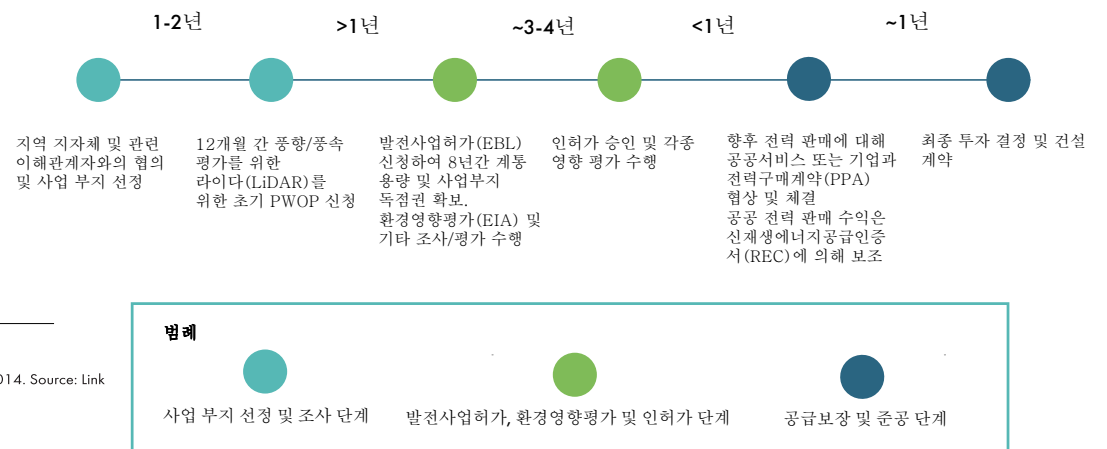 1-2년
>1년
~3-4년
<1년
~1년
지역 지자체 및 관련
이해관계자와의 협의
및 사업 부지 선정
12개월 간 풍향/풍속
평가를 위한
라이다(LiDAR)를
위한 초기 PWOP 신청
발전사업허가(EBL)
신청하여 8년간 계통
용량 및 사업부지
독점권 확보.
환경영향평가(EIA) 및
기타 조사/평가 수행
인허가 승인 및 각종
영향 평가 수행
향후 전력 판매에 대해
공공서비스 또는 기업과
전력구매계약(PPA)
협상 및 체결
공공 전력 판매 수익은
신재생에너지공급인증
서(REC)에 의해 보조
최종 투자 결정 및 건설
계약
범례
사업 부지 선정 및 조사 단계
발전사업허가, 환경영향평가 및 인허가 단계
공급보장 및 준공 단계
014. Source: Link